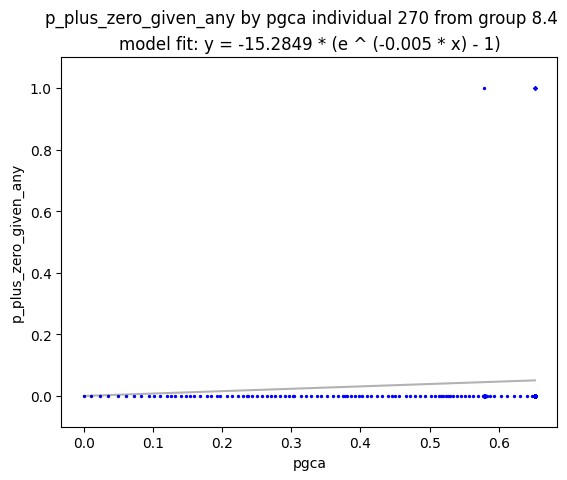 p_plus_zero_given_any by pgca individual 270 from group 8.4
model fit: y = -15.2849 * (e ^ (-0.005 * x) - 1)
1.0
0.8
0.6
0.4
0.2
0.0
p_plus_zero_given_any
0.0 0.1 0.2 0.3 0.4 0.5 0.6
pgca